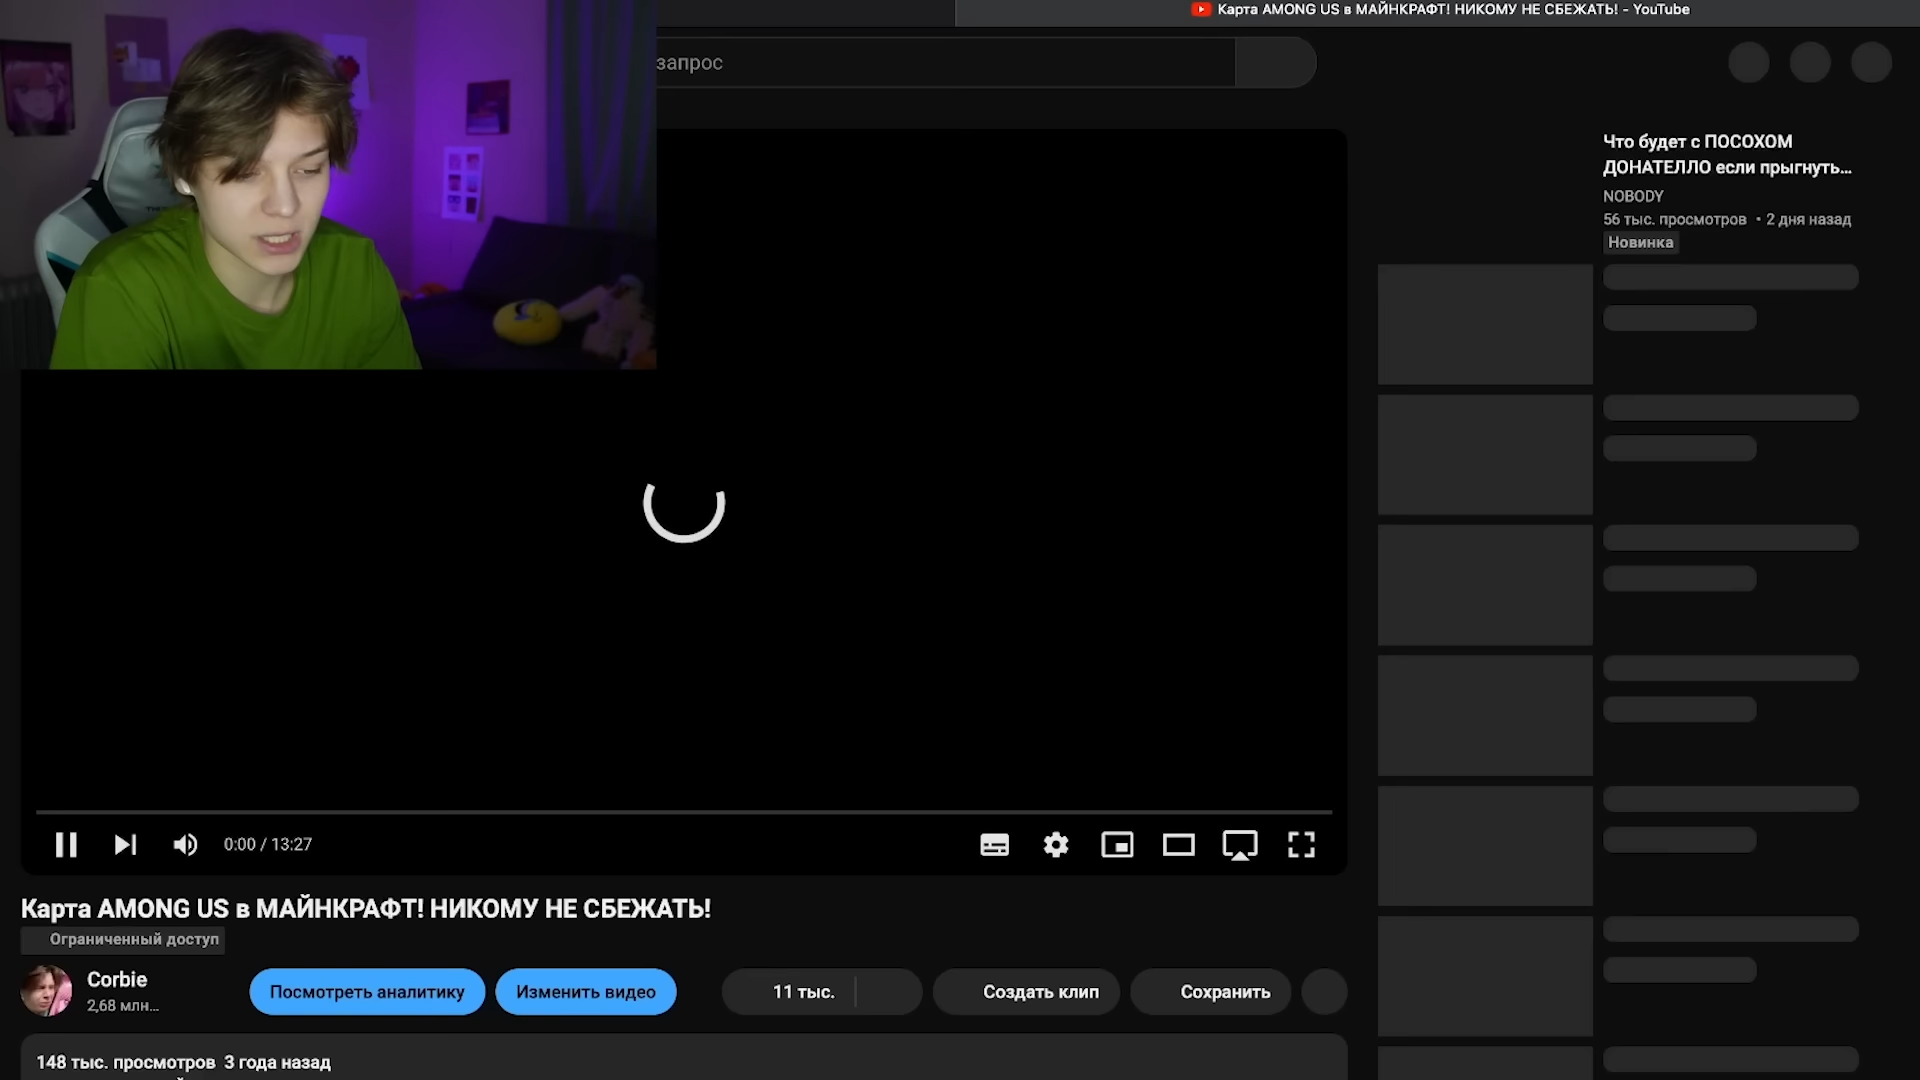 Карта AMONG US в МАЙНКРАФТ! НИКОМУ НЕ СБЕЖАТЬ! - YouTube
запрос
Что будет с ПОСОХОМ
ДОНАТЕЛЛО если прыгнуть...
NOBODY
56 тыс. просмотров • 2 дня назад
Новинка
0:00 / 13:27
Карта AMONG US в МАЙНКРАФТ! НИКОМУ НЕ СБЕЖАТЬ!
Ограниченный доступ
Corbie
2,68 млн...
Посмотреть аналитику
Изменить видео
11 тыс.
Создать клип
Сохранить
148 тыс. просмотров 3 года назад